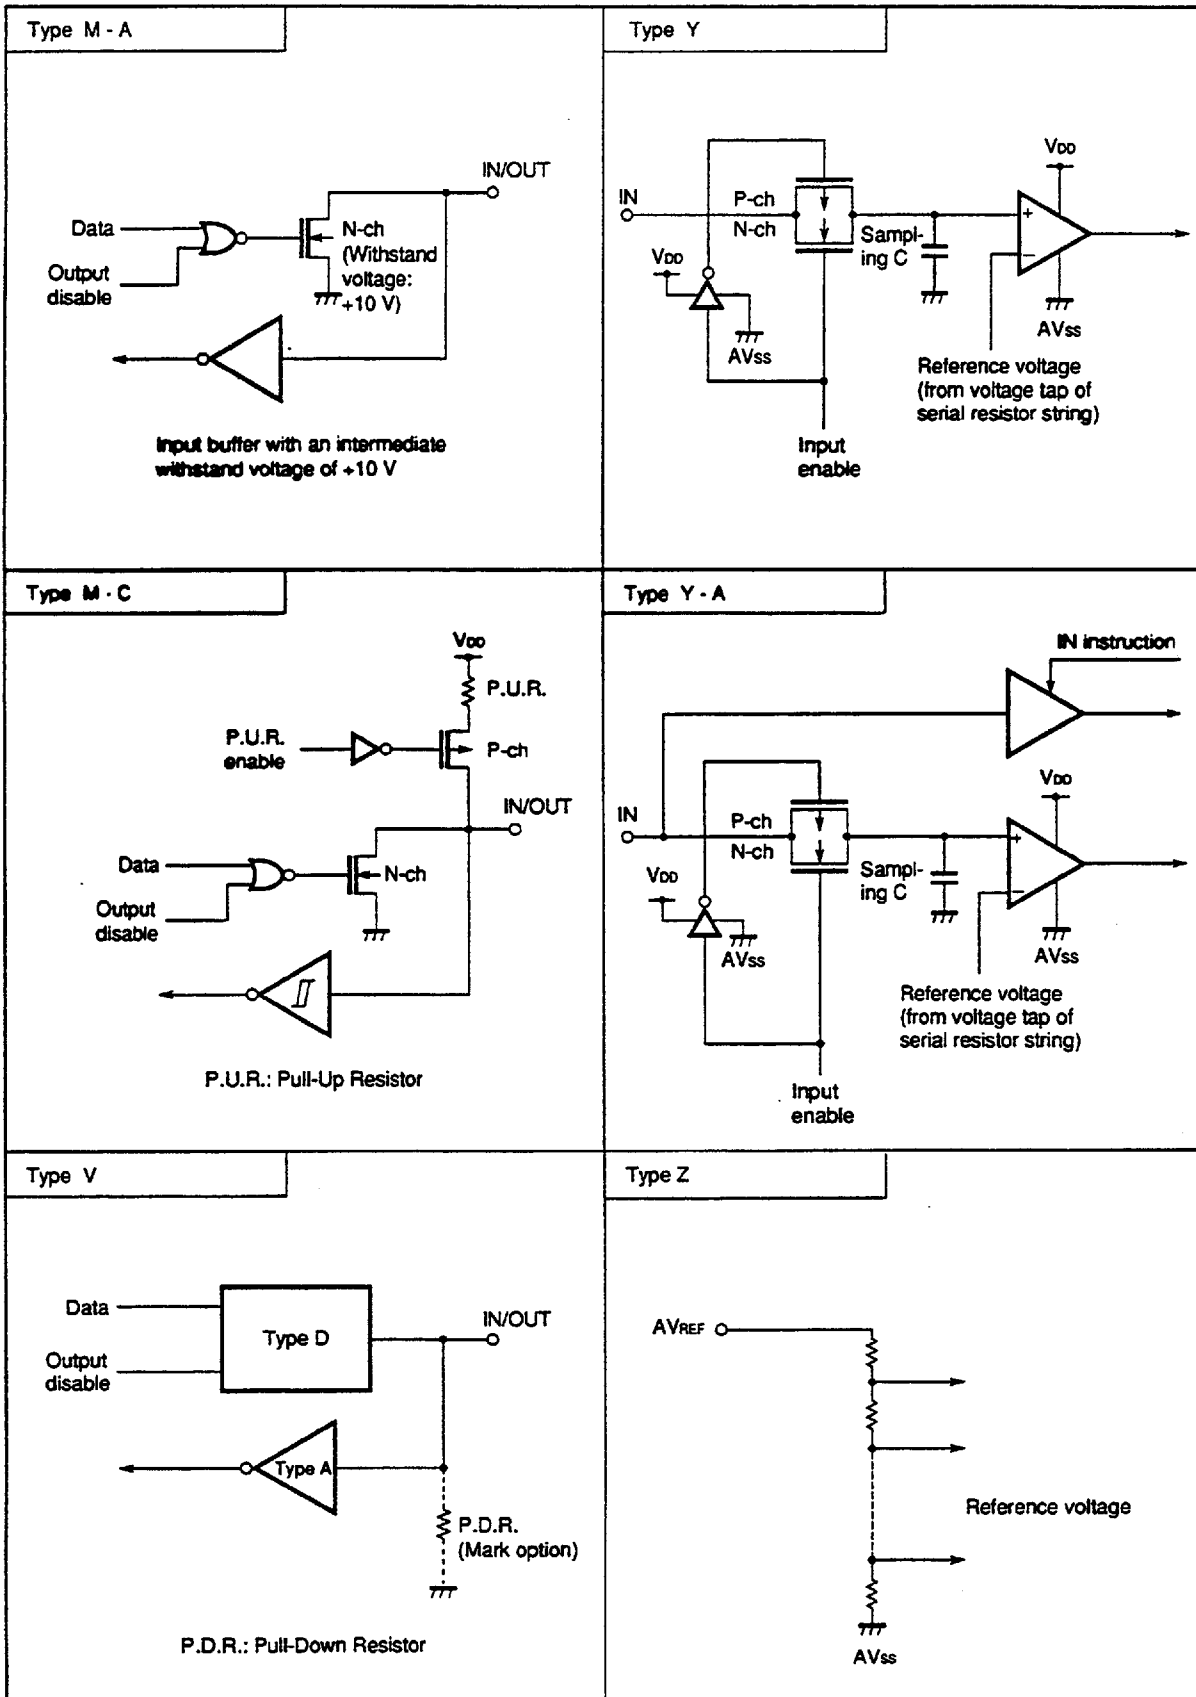 Type M - A
IN/OUT
Data
Output
disable
N-ch
(Withstand
voltage:
+10 V)
Input buffer with an intermediate
withstand voltage of +10 V
Type Y
IN
P-ch
N-ch
VDD
AVss
Sampl-
ing C
VDD
+
−
AVss
Reference voltage
(from voltage tap of
serial resistor string)
Input
enable
Type M - C
VDD
P.U.R.
P.U.R.
enable
P-ch
IN/OUT
Data
N-ch
Output
disable
P.U.R.: Pull-Up Resistor
Type Y - A
IN instruction
IN
P-ch
N-ch
VDD
AVss
Sampl-
ing C
VDD
+
−
AVss
Reference voltage
(from voltage tap of
serial resistor string)
Input
enable
Type V
Data
Type D
IN/OUT
Output
disable
Type A
P.D.R.
(Mark option)
P.D.R.: Pull-Down Resistor
Type Z
AVREF
Reference voltage
AVss